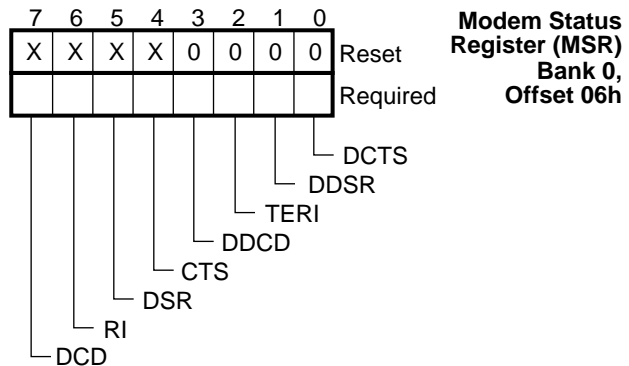 7 6 5 4 3 2 1 0
X X X X 0 0 0 0 Reset
Required
Modem Status
Register (MSR)
Bank 0,
Offset 06h
DCTS
DDSR
TERI
DDCD
CTS
DSR
RI
DCD